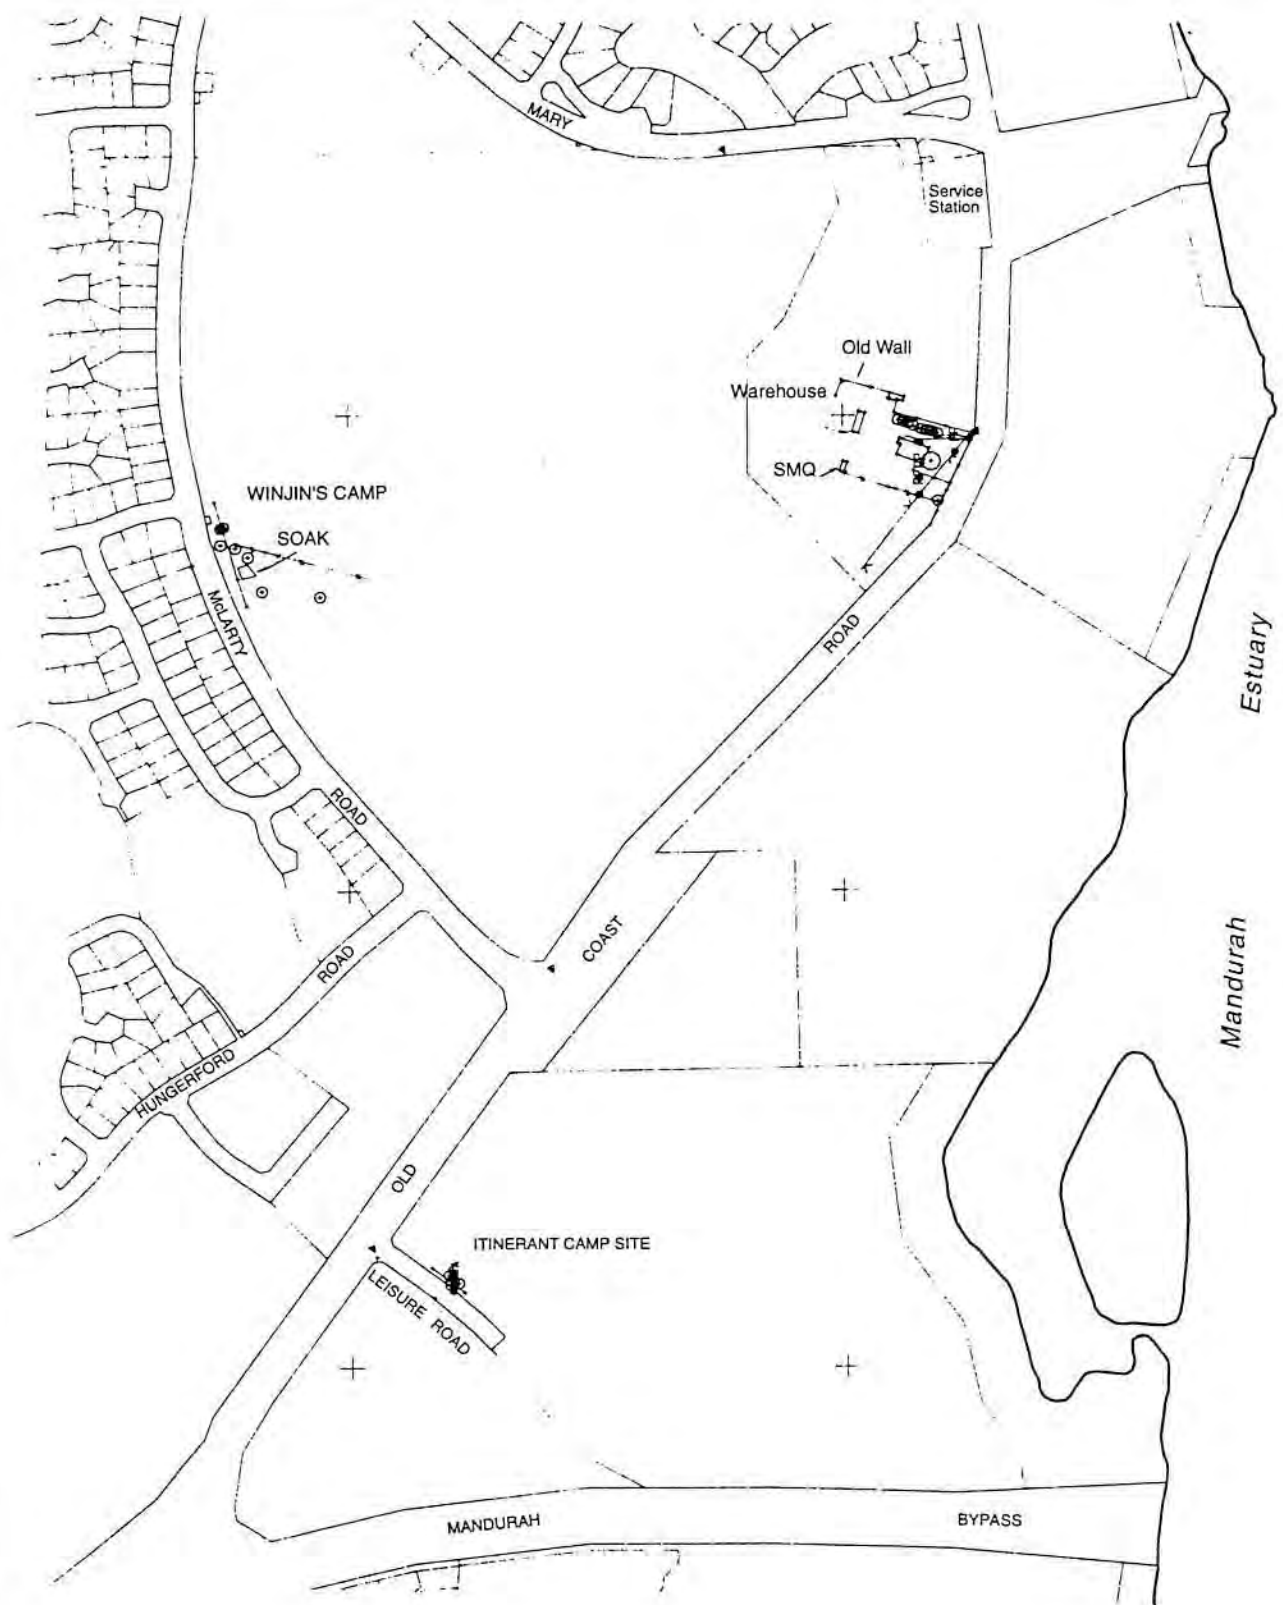 MARY
Service
Station
Old Wall
Warehouse
SMQ
WINJIN'S CAMP
SOAK
McLARTY
ROAD
ROAD
Estuary
ROAD
COAST
Mandurah
HUNGERFORD
OLD
ITINERANT CAMP SITE
LEISURE ROAD
MANDURAH
BYPASS